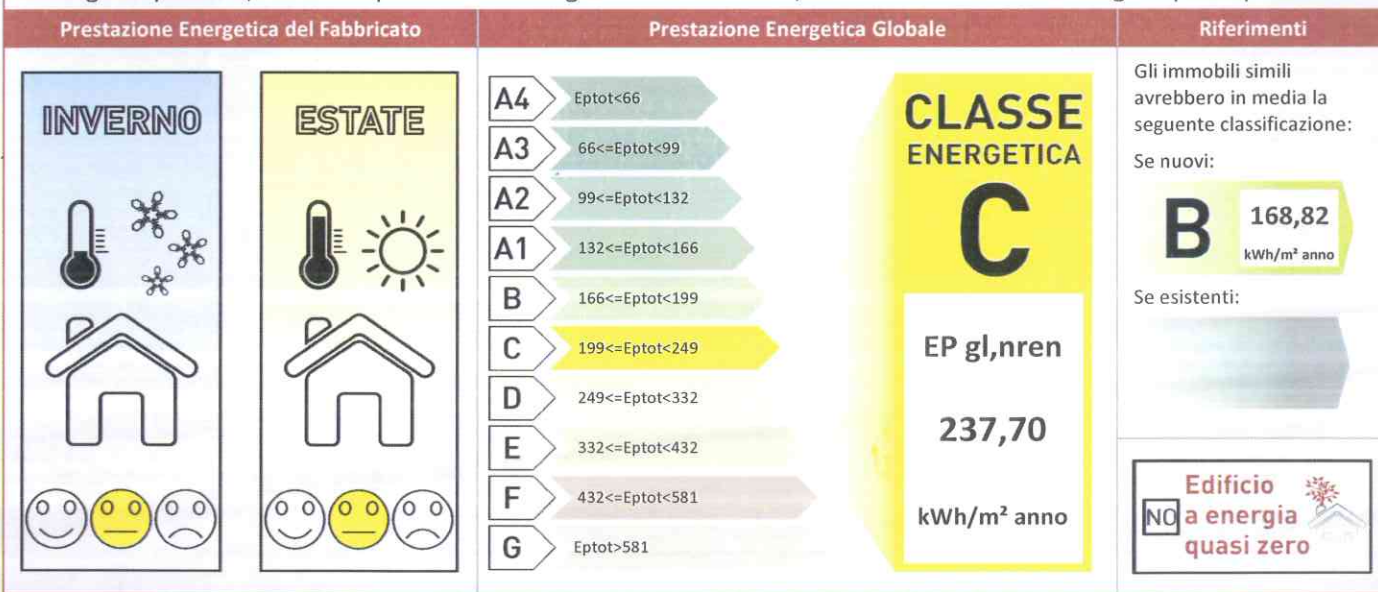 Prestazione Energetica del Fabbricato
Prestazione Energetica Globale
Riferimenti
INVERNO
ESTATE
A4 Eptot<66
A3 66<=Eptot<99
A2 99<=Eptot<132
A1 132<=Eptot<166
B 166<=Eptot<199
C 199<=Eptot<249
D 249<=Eptot<332
E 332<=Eptot<432
F 432<=Eptot<581
G Eptot>581
CLASSE
ENERGETICA
C
EP gl,nren
237,70
kWh/m² anno
Gli immobili simili
avrebbero in media la
seguente classificazione:
Se nuovi:
B
168,82
kWh/m² anno
Se esistenti:
NO
Edificio
a energia
quasi zero